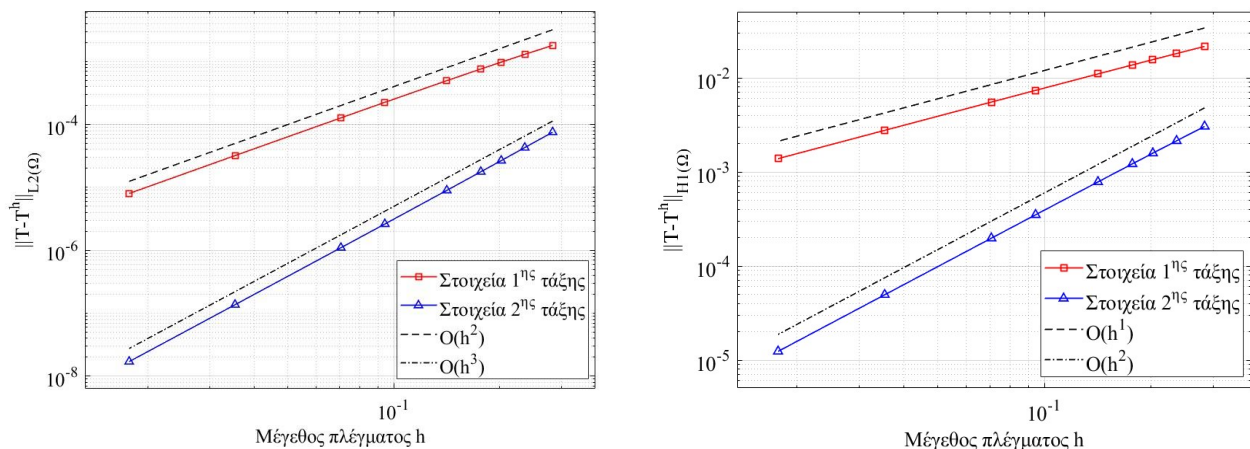 ||T-T^h||_L2(Ω)
10^-4
10^-6
10^-8
10^-1
Μέγεθος πλέγματος h
Στοιχεία 1^ης τάξης
Στοιχεία 2^ης τάξης
O(h^2)
O(h^3)
||T-T^h||_H1(Ω)
10^-2
10^-3
10^-4
10^-5
10^-1
Μέγεθος πλέγματος h
Στοιχεία 1^ης τάξης
Στοιχεία 2^ης τάξης
O(h^1)
O(h^2)